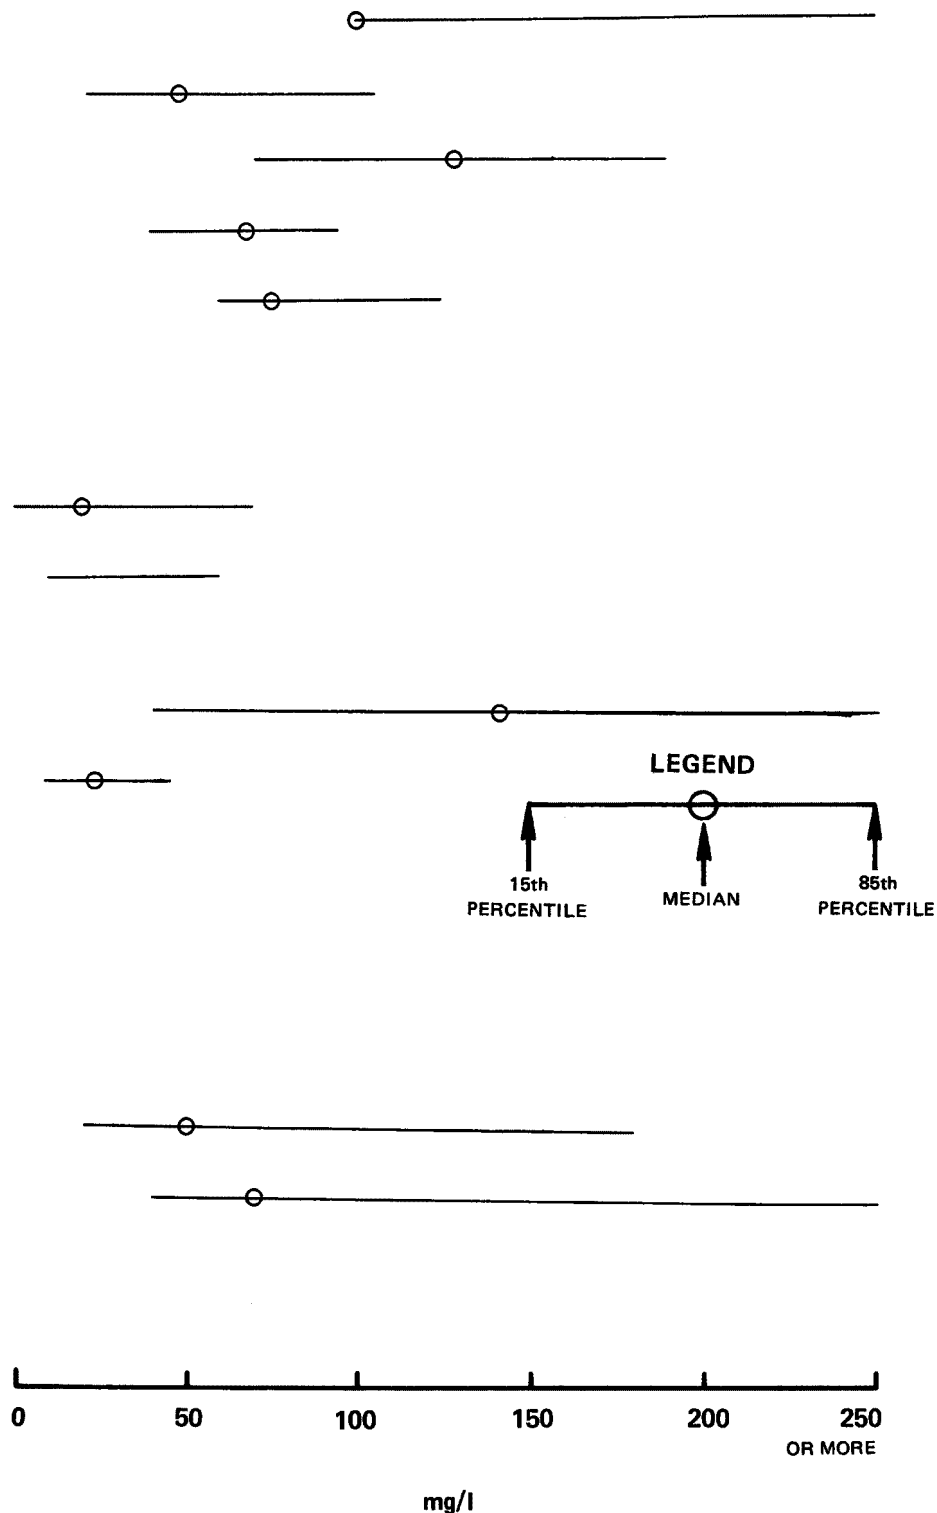 LEGEND
15th
PERCENTILE
MEDIAN
85th
PERCENTILE
0 50 100 150 200 250
OR MORE
mg/l